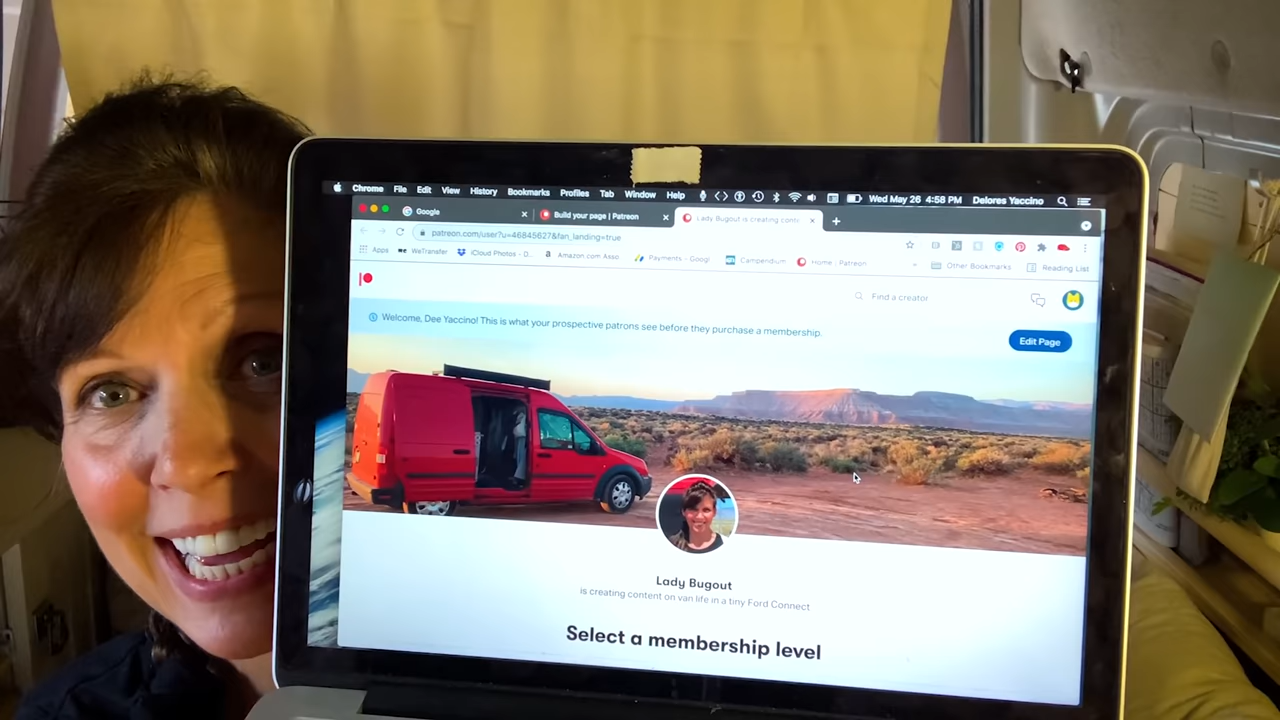 Chrome File Edit View History Bookmarks Profiles Tab Window Help Wed May 26 4:58 PM Delores Yaccino
Google Build your page | Patreon Lady Bugout is creating conte
patreon.com/user?u=46845627&fan_landing=true
Apps WeTransfer iCloud Photos - D... Amazon.com Asso Payments - Googl Campendium Home | Patreon Other Bookmarks Reading List
Find a creator
Welcome, Dee Yaccino! This is what your prospective patrons see before they purchase a membership.
Edit Page
Lady Bugout
is creating content on van life in a tiny Ford Connect
Select a membership level